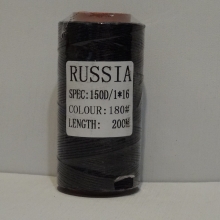 RUSSIA
SPEC:150D/1*16
COLOUR:180#
LENGTH: 200M